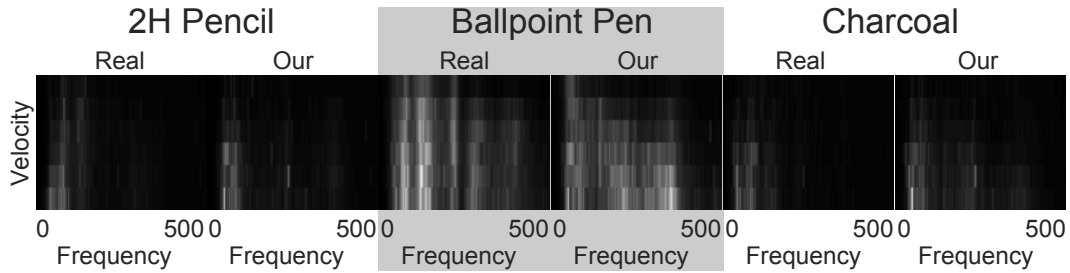 2H Pencil Ballpoint Pen Charcoal
Real Our Real Our Real Our
Velocity
0 500 0 500 0 500 0 500 0 500 0 500
Frequency Frequency Frequency Frequency Frequency Frequency